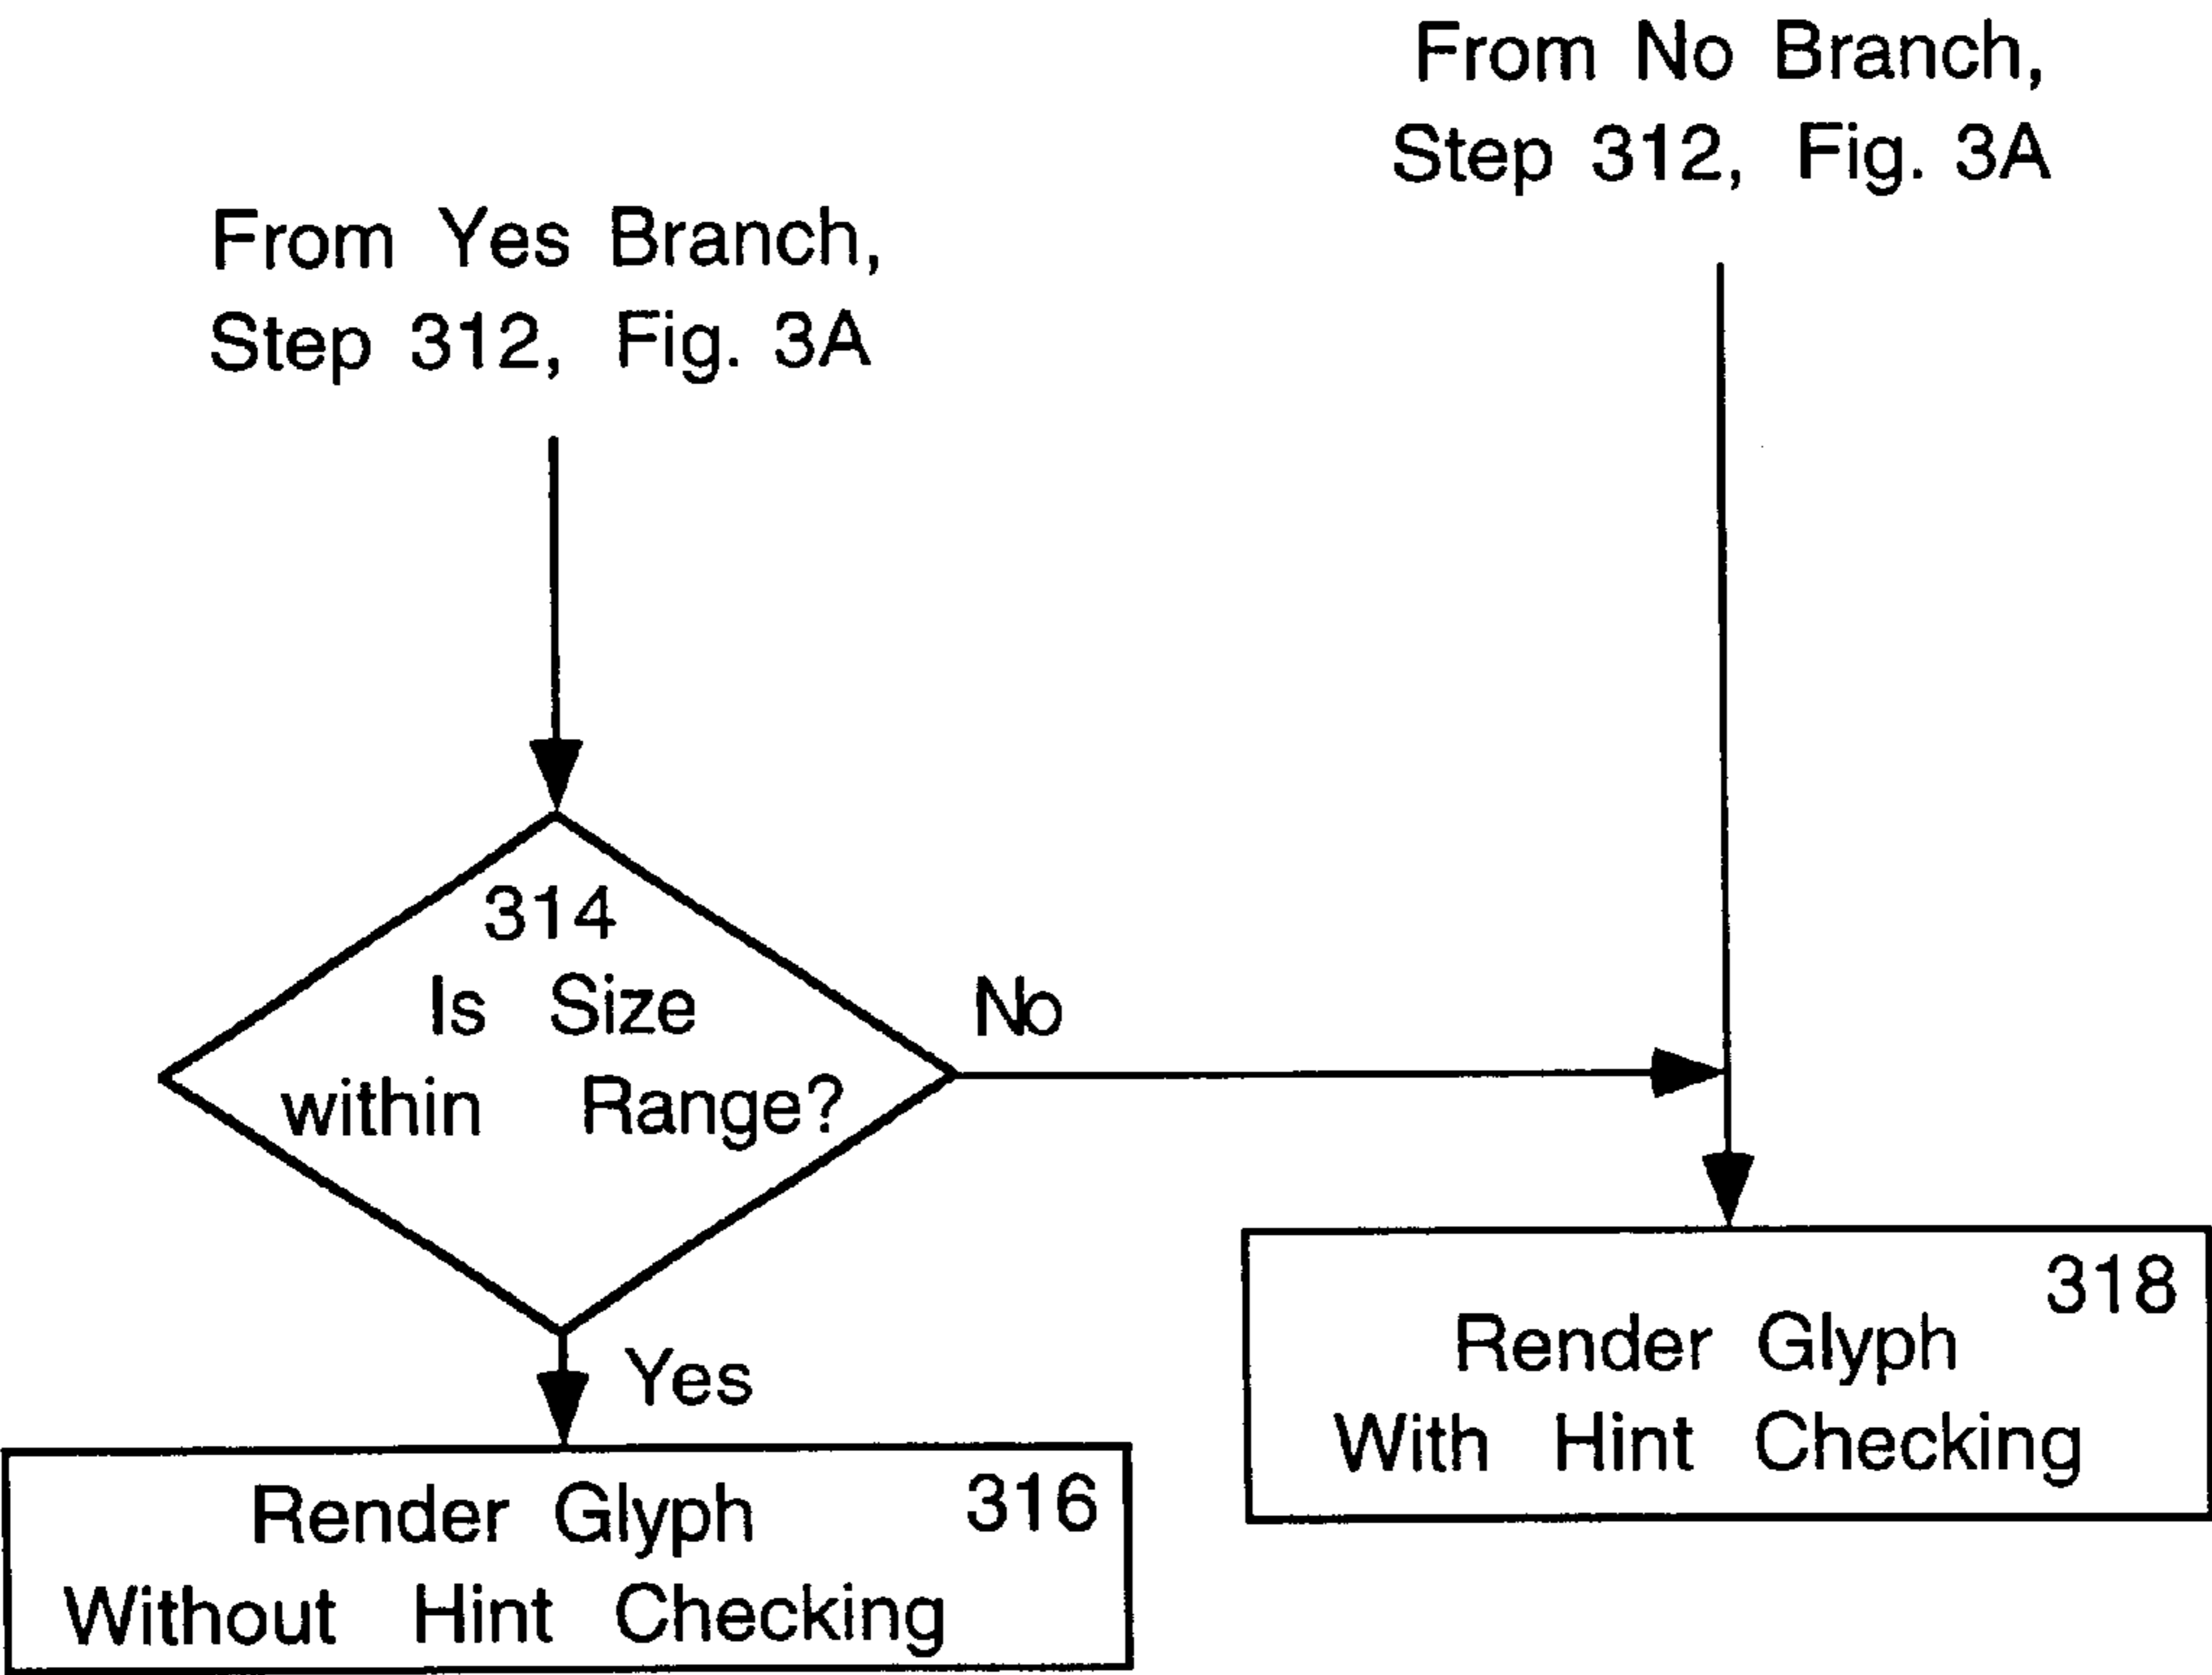 From No Branch,
Step 312, Fig. 3A
From Yes Branch,
Step 312, Fig. 3A
314
Is Size
within Range?
No
Yes
318
Render Glyph
With Hint Checking
Render Glyph 316
Without Hint Checking